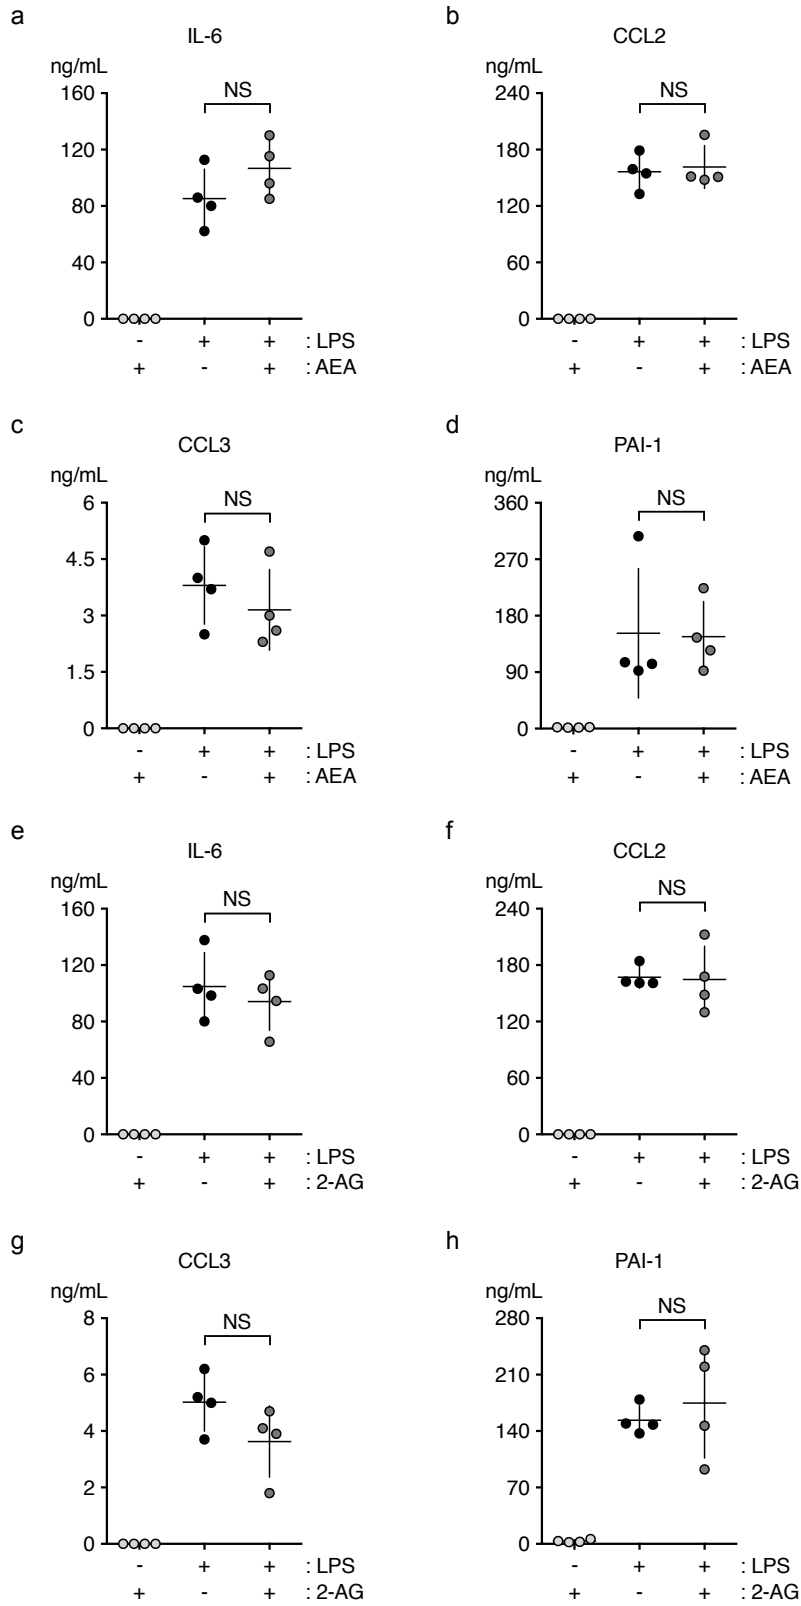 a
IL-6
ng/mL
NS
160
120
80
40
0
- + + : LPS
+ - + : AEA
b
CCL2
ng/mL
NS
240
180
120
60
0
- + + : LPS
+ - + : AEA
c
CCL3
ng/mL
NS
6
4.5
3
1.5
0
- + + : LPS
+ - + : AEA
d
PAI-1
ng/mL
NS
360
270
180
90
0
- + + : LPS
+ - + : AEA
e
IL-6
ng/mL
NS
160
120
80
40
0
- + + : LPS
+ - + : 2-AG
f
CCL2
ng/mL
NS
240
180
120
60
0
- + + : LPS
+ - + : 2-AG
g
CCL3
ng/mL
NS
8
6
4
2
0
- + + : LPS
+ - + : 2-AG
h
PAI-1
ng/mL
NS
280
210
140
70
0
- + + : LPS
+ - + : 2-AG